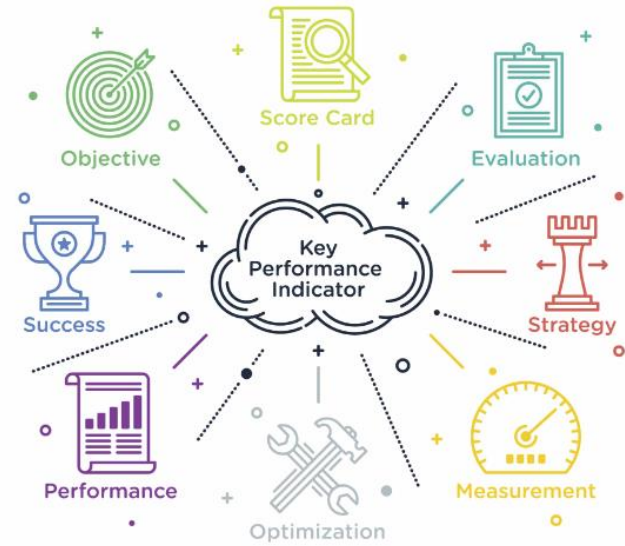 Score Card
Objective
Evaluation
Key
Performance
Indicator
Success
Strategy
Performance
Measurement
Optimization